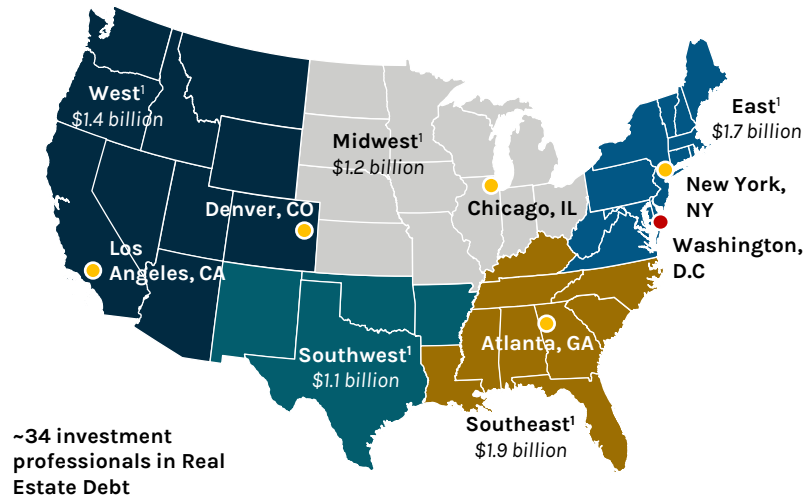 West¹
$1.4 billion
Midwest¹
$1.2 billion
East¹
$1.7 billion
New York,
NY
Washington,
D.C
Chicago, IL
Denver, CO
Los
Angeles, CA
Southwest¹
$1.1 billion
Atlanta, GA
Southeast¹
$1.9 billion
~34 investment
professionals in Real
Estate Debt